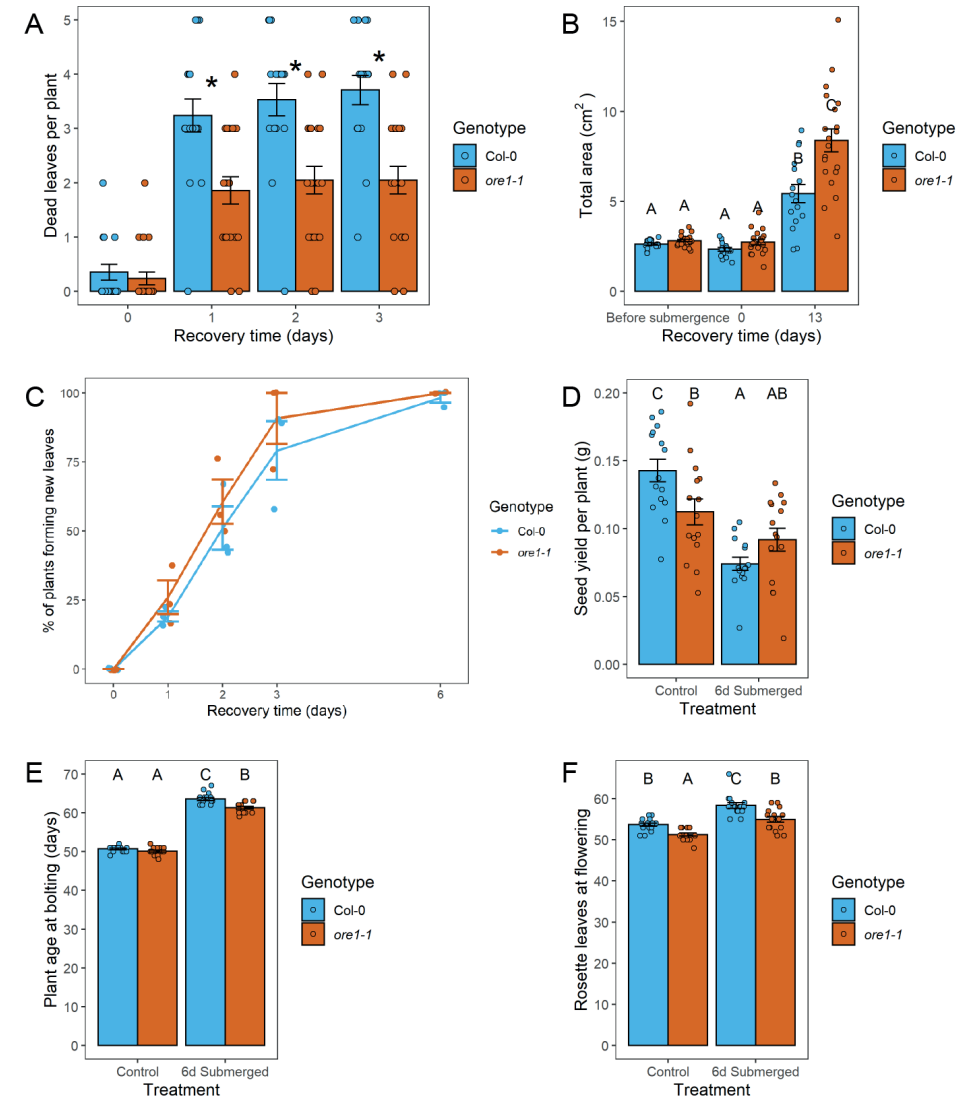 A
Dead leaves per plant
5
4
3
2
1
0
*
*
*
0
1
2
3
Recovery time (days)
Genotype
Col-0
ore1-1
B
Total area (cm2)
15
10
5
0
A
A
A
A
B
C
Before submergence
0
13
Recovery time (days)
Genotype
Col-0
ore1-1
C
% of plants forming new leaves
100
75
50
25
0
0
1
2
3
6
Recovery time (days)
Genotype
Col-0
ore1-1
D
Seed yield per plant (g)
0.20
0.15
0.10
0.05
0.00
C
B
A
AB
Control
6d Submerged
Treatment
Genotype
Col-0
ore1-1
E
Plant age at bolting (days)
70
60
50
40
30
20
10
0
A
A
C
B
Control
6d Submerged
Treatment
Genotype
Col-0
ore1-1
F
Rosette leaves at flowering
60
50
40
30
20
10
0
B
A
C
B
Control
6d Submerged
Treatment
Genotype
Col-0
ore1-1